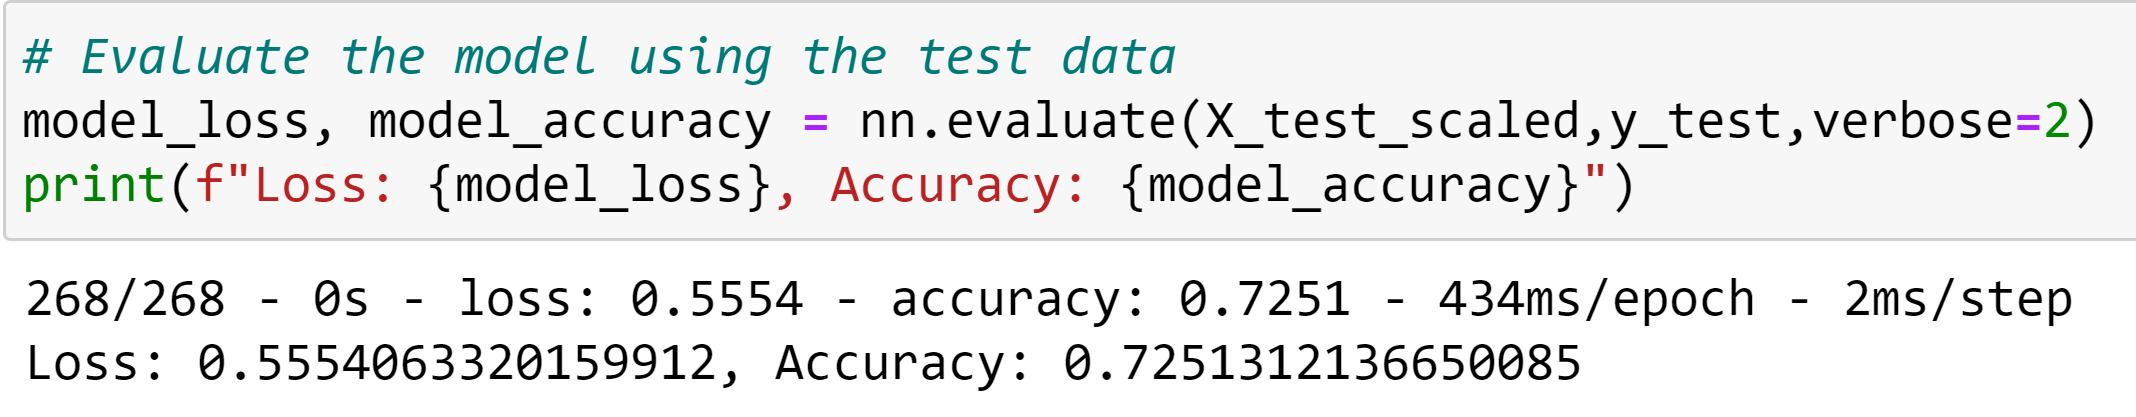 # Evaluate the model using the test data
model_loss, model_accuracy = nn.evaluate(X_test_scaled,y_test,verbose=2)
print(f"Loss: {model_loss}, Accuracy: {model_accuracy}")
268/268 - 0s - loss: 0.5554 - accuracy: 0.7251 - 434ms/epoch - 2ms/step
Loss: 0.5554063320159912, Accuracy: 0.7251312136650085